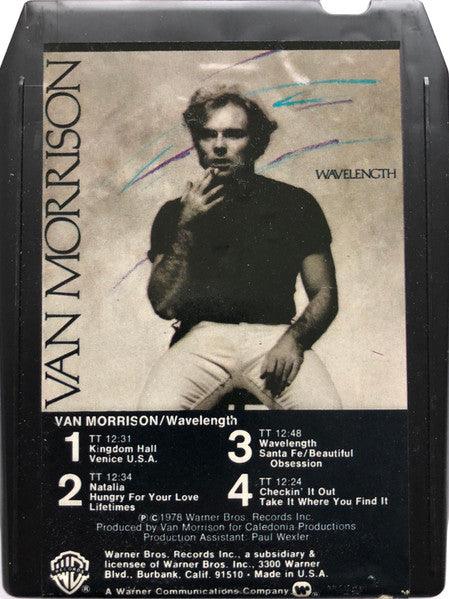 VAN MORRISON
WAVELENGTH
VAN MORRISON/Wavelength
1 TT 12:31
Kingdom Hall
Venice U.S.A.
2 TT 12:34
Natalia
Hungry For Your Love
Lifetimes
3 TT 12:48
Wavelength
Santa Fe/Beautiful
Obsession
4 TT 12:24
Checkin' It Out
Take It Where You Find It
℗©1978 Warner Bros. Records Inc.
Produced by Van Morrison for Caledonia Productions
Production Assistant: Paul Wexler
Warner Bros. Records Inc., a subsidiary &
licensee of Warner Bros. Inc., 3300 Warner
Blvd., Burbank, Calif. 91510 • Made in U.S.A.
A Warner Communications Company